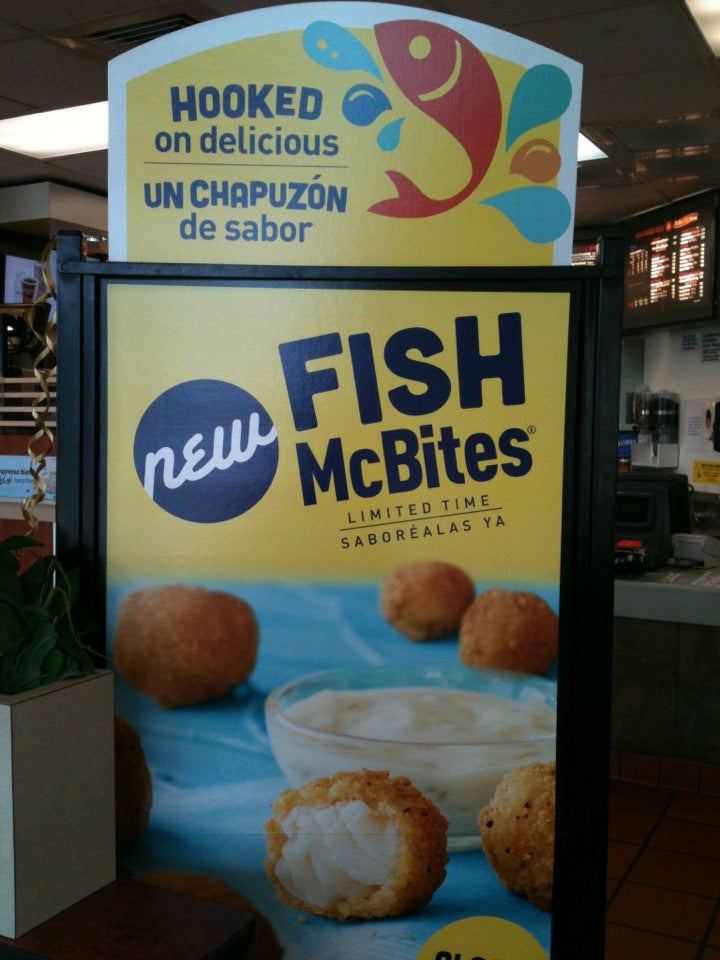 HOOKED
on delicious
UN CHAPUZÓN
de sabor
new
FISH
McBites®
LIMITED TIME
SABORÉALAS YA